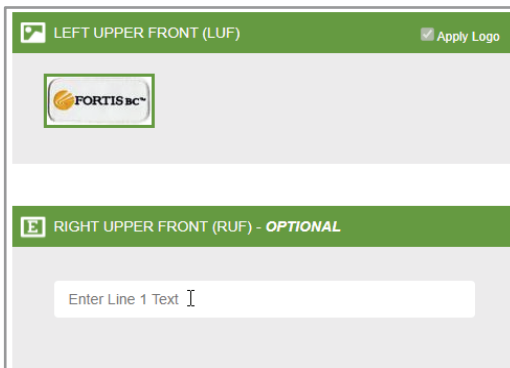 LEFT UPPER FRONT (LUF)
Apply Logo
FORTIS BC™
E RIGHT UPPER FRONT (RUF) - OPTIONAL
Enter Line 1 Text